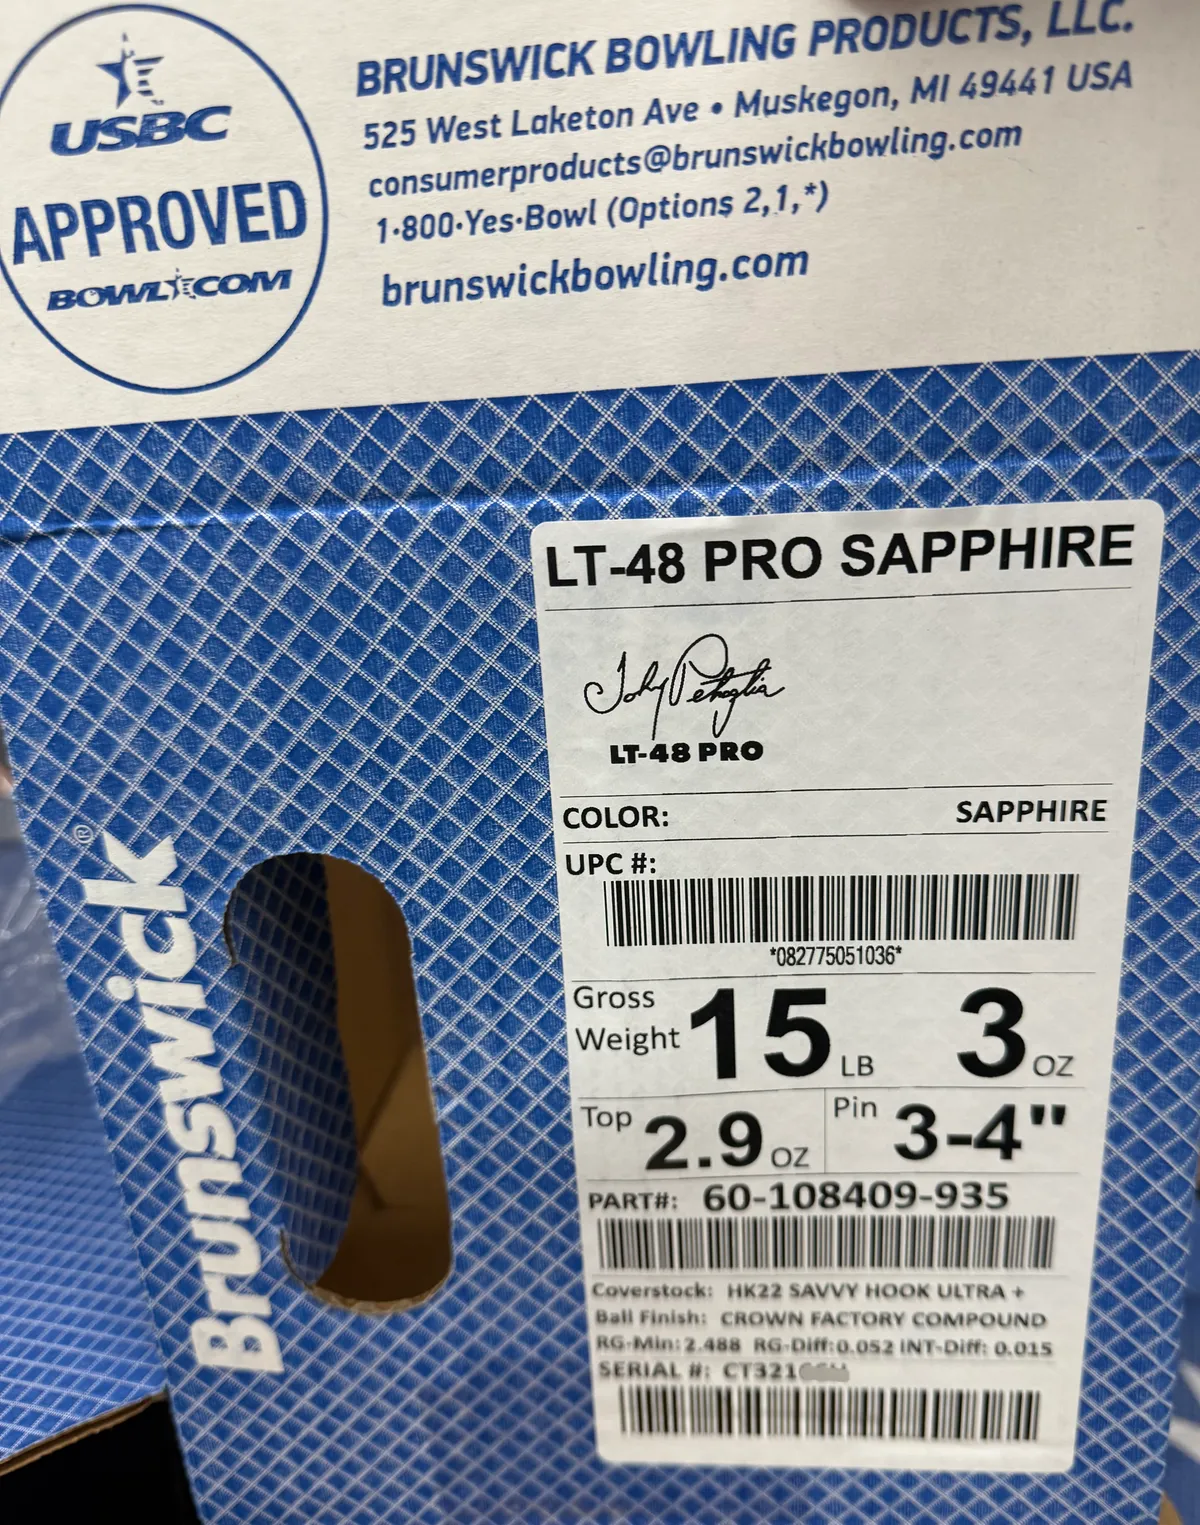 USBC
APPROVED
BOWL.COM
BRUNSWICK BOWLING PRODUCTS, LLC.
525 West Laketon Ave • Muskegon, MI 49441 USA
consumerproducts@brunswickbowling.com
1-800-Yes-Bowl (Options 2,1,*)
brunswickbowling.com
Brunswick®
LT-48 PRO SAPPHIRE
LT-48 PRO
COLOR: SAPPHIRE
UPC #:
*082775051036*
Gross Weight 15 LB 3 OZ
Top 2.9 OZ Pin 3-4"
PART#: 60-108409-935
Coverstock: HK22 SAVVY HOOK ULTRA +
Ball Finish: CROWN FACTORY COMPOUND
RG-Min: 2.488 RG-Diff: 0.052 INT-Diff: 0.015
SERIAL #: CT321